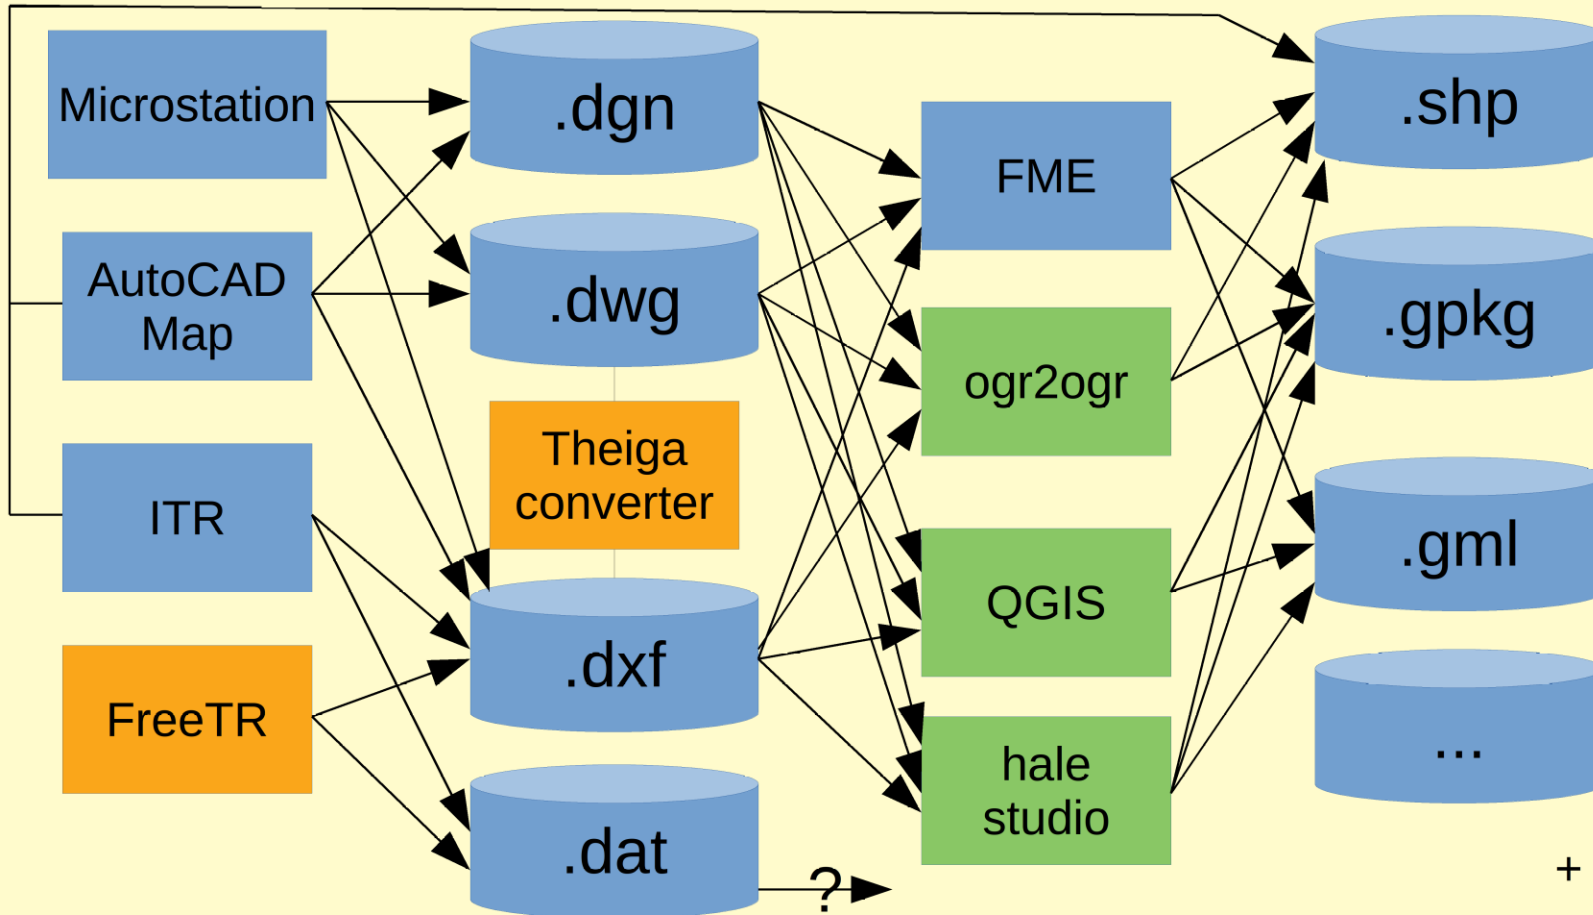 Microstation
AutoCAD
Map
ITR
FreeTR
.dgn
.dwg
Theiga
converter
.dxf
.dat
?
FME
ogr2ogr
QGIS
hale
studio
.shp
.gpkg
.gml
...
+